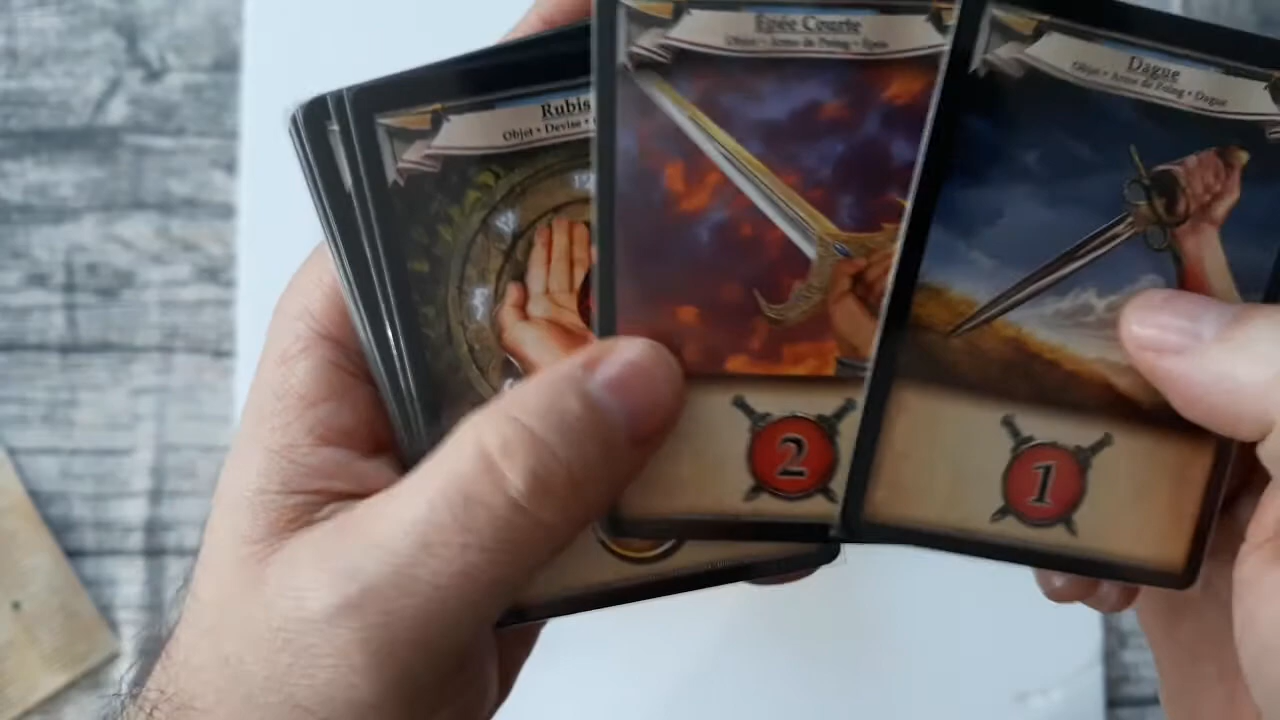 Rubis
Objet • Devise •
Épée Courte
Objet • Arme de Poing • Épée
2
Dague
Objet • Arme de Poing • Dague
1